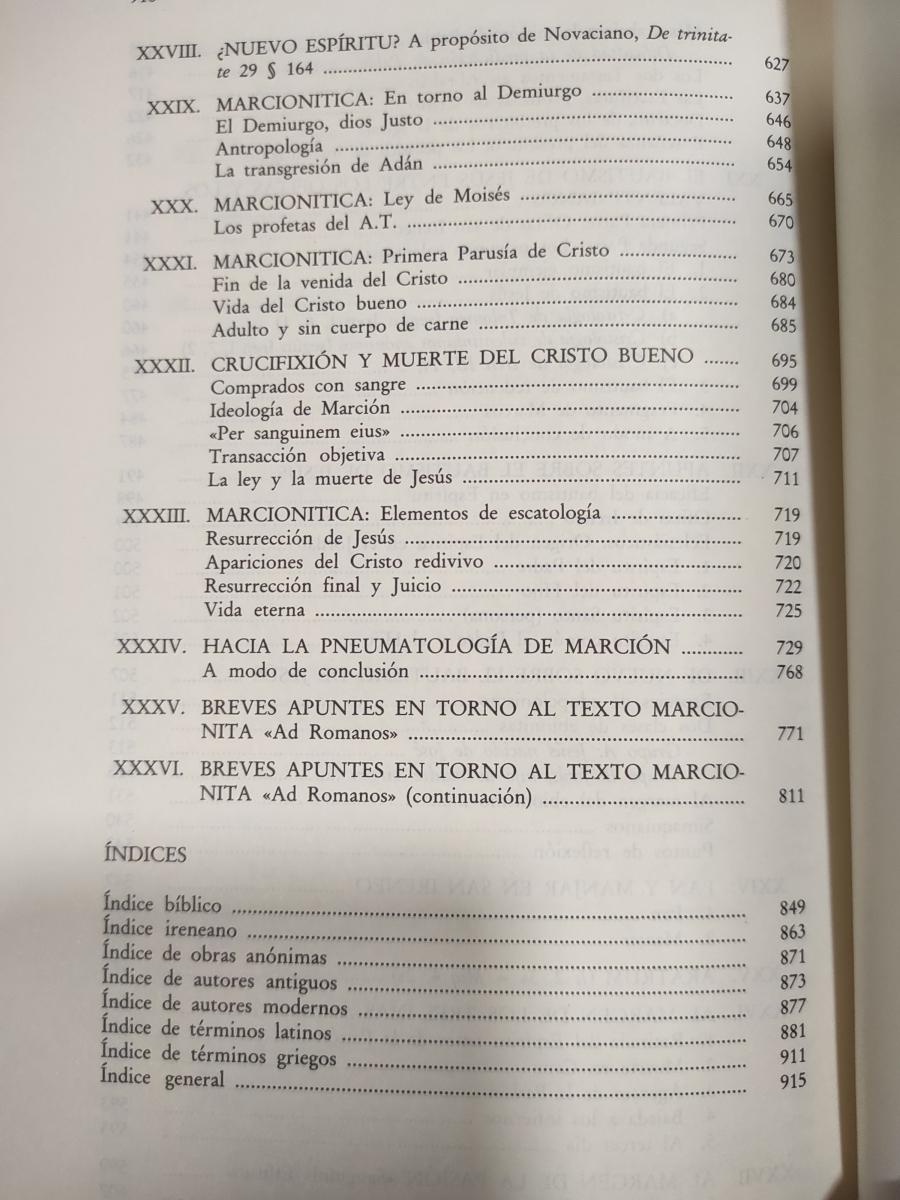 XXVIII. ¿NUEVO ESPÍRITU? A propósito de Novaciano, De trinita-
te 29 § 164 ........ 627
XXIX. MARCIONITICA: En torno al Demiurgo ........ 637
El Demiurgo, dios Justo ........ 646
Antropología ........ 648
La transgresión de Adán ........ 654
XXX. MARCIONITICA: Ley de Moisés ........ 665
Los profetas del A.T. ........ 670
XXXI. MARCIONITICA: Primera Parusía de Cristo ........ 673
Fin de la venida del Cristo ........ 680
Vida del Cristo bueno ........ 684
Adulto y sin cuerpo de carne ........ 685
XXXII. CRUCIFIXIÓN Y MUERTE DEL CRISTO BUENO ....... 695
Comprados con sangre ........ 699
Ideología de Marción ........ 704
«Per sanguinem eius» ........ 706
Transacción objetiva ........ 707
La ley y la muerte de Jesús ........ 711
XXXIII. MARCIONITICA: Elementos de escatología ........ 719
Resurrección de Jesús ........ 719
Apariciones del Cristo redivivo ........ 720
Resurrección final y Juicio ........ 722
Vida eterna ........ 725
XXXIV. HACIA LA PNEUMATOLOGÍA DE MARCIÓN ........ 729
A modo de conclusión ........ 768
XXXV. BREVES APUNTES EN TORNO AL TEXTO MARCIO-
NITA «Ad Romanos» ........ 771
XXXVI. BREVES APUNTES EN TORNO AL TEXTO MARCIO-
NITA «Ad Romanos» (continuación) ........ 811
ÍNDICES
Índice bíblico ........ 849
Índice ireneano ........ 863
Índice de obras anónimas ........ 871
Índice de autores antiguos ........ 873
Índice de autores modernos ........ 877
Índice de términos latinos ........ 881
Índice de términos griegos ........ 911
Índice general ........ 915